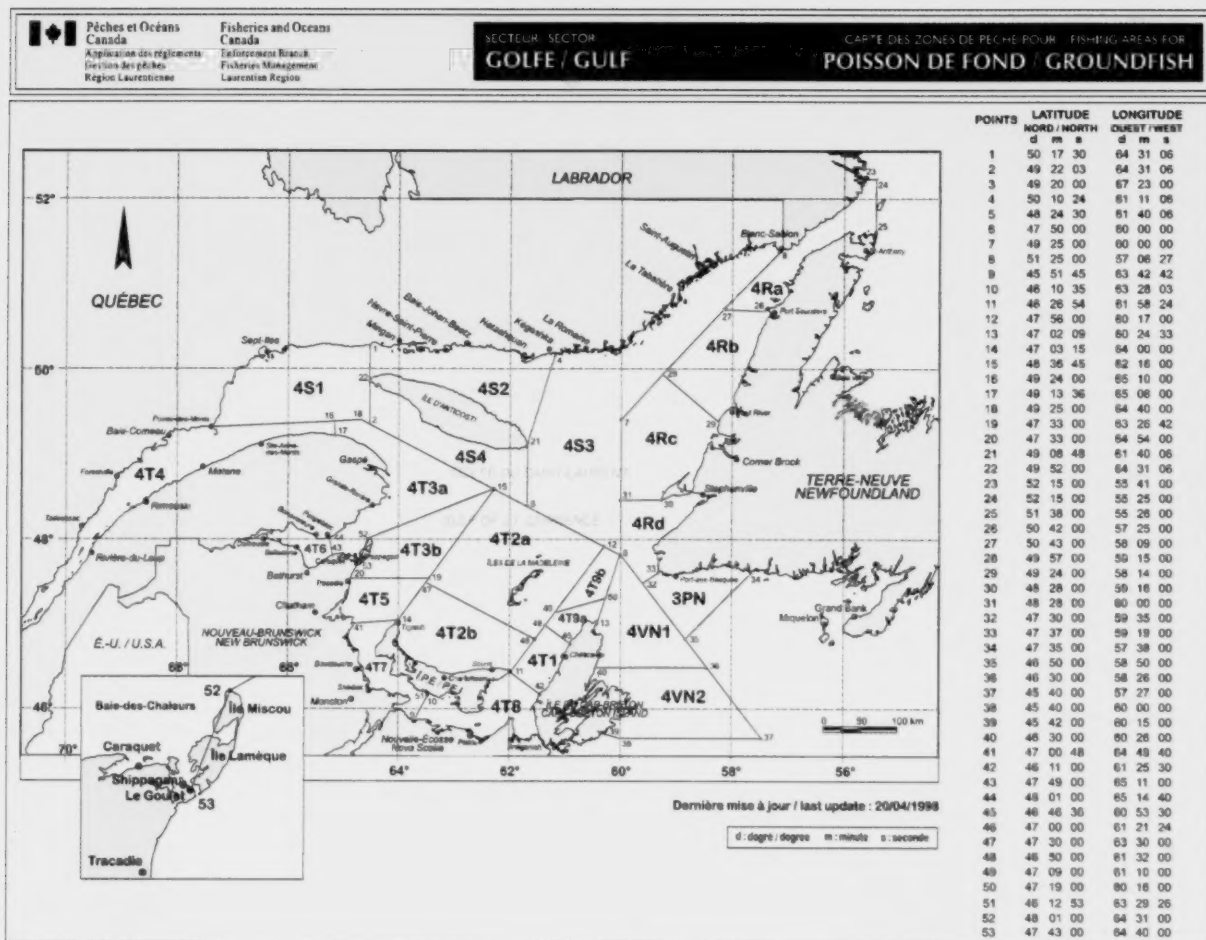 Pêches et Océans Fisheries and Oceans
Canada Canada
Application des règlements Enforcement Branch
Gestion des pêches Fisheries Management
Région Laurentienne Laurentian Region
SECTEUR SECTOR
GOLFE / GULF
CARTE DES ZONES DE PÊCHE POUR FISHING AREAS FOR
POISSON DE FOND / GROUNDFISH
LABRADOR
52°
QUÉBEC
Blanc-Sablon
Saint-Augustin
La Tabatière
St-Anthony
4Ra
Port Saunders
4Rb
Sept-Iles
Mingan
Havre-Saint-Pierre
Baie-Johan-Beetz
Natashquan
Kegashka
La Romaine
50°
4S1
4S2
ÎLE D'ANTICOSTI
4S3
4Rc
Baie-Comeau
Forestville
4T4
Matane
Ste-Anne-des-Monts
Gaspé
4S4
4T3a
Corner Brook
Stephenville
TERRE-NEUVE
NEWFOUNDLAND
Rimouski
Rivière-du-Loup
48°
4T6
4T3b
4T2a
4Rd
Bathurst
ÎLES DE LA MADELEINE
4T9b
Port-aux-Basques
3PN
Grand Bank
Miquelon
Chatham
4T5
4T9a
4VN1
É.-U. / U.S.A.
NOUVEAU-BRUNSWICK
NEW BRUNSWICK
4T2b
4T1
4T7
Î.P.-É. / P.E.I.
Moncton
4VN2
46°
4T8
ÎLE DU CAP-BRETON
CAPE BRETON ISLAND
Nouvelle-Écosse
Nova Scotia
0 50 100 km
70° 68° 66° 64° 62° 60° 58° 56°
52
Baie-des-Chaleurs
Île Miscou
Caraquet
Île Lamèque
Shippagan
Le Goulet
53
Tracadie
Dernière mise à jour / last update : 20/04/1998
d : degré / degree m : minute s : seconde
POINTS LATITUDE LONGITUDE
NORD / NORTH OUEST / WEST
d m s d m s
1 50 17 30 64 31 06
2 49 22 03 64 31 06
3 49 20 00 67 23 00
4 50 10 24 61 11 06
5 48 24 30 61 40 06
6 47 50 00 60 00 00
7 49 25 00 60 00 00
8 51 25 00 57 06 27
9 45 51 45 63 42 42
10 46 10 35 63 28 03
11 46 26 54 61 58 24
12 47 56 00 60 17 00
13 47 02 09 60 24 33
14 47 03 15 64 00 00
15 48 36 45 62 16 00
16 49 24 00 65 10 00
17 49 13 36 65 08 00
18 49 25 00 64 40 00
19 47 33 00 63 26 42
20 47 33 00 64 54 00
21 49 08 48 61 40 06
22 49 52 00 64 31 06
23 52 15 00 55 41 00
24 52 15 00 55 25 00
25 51 38 00 55 26 00
26 50 42 00 57 25 00
27 50 43 00 58 09 00
28 49 57 00 59 15 00
29 49 24 00 58 14 00
30 48 28 00 59 16 00
31 48 28 00 60 00 00
32 47 30 00 59 35 00
33 47 37 00 59 19 00
34 47 35 00 57 38 00
35 46 50 00 58 50 00
36 46 30 00 58 26 00
37 45 40 00 57 27 00
38 45 40 00 60 00 00
39 45 42 00 60 15 00
40 46 30 00 60 26 00
41 47 00 48 64 49 40
42 46 11 00 61 25 30
43 47 49 00 65 11 00
44 48 01 00 65 14 40
45 46 46 36 60 53 30
46 47 00 00 61 21 24
47 47 30 00 63 30 00
48 46 50 00 61 32 00
49 47 09 00 61 10 00
50 47 19 00 60 16 00
51 46 12 53 63 29 26
52 48 01 00 64 31 00
53 47 43 00 64 40 00